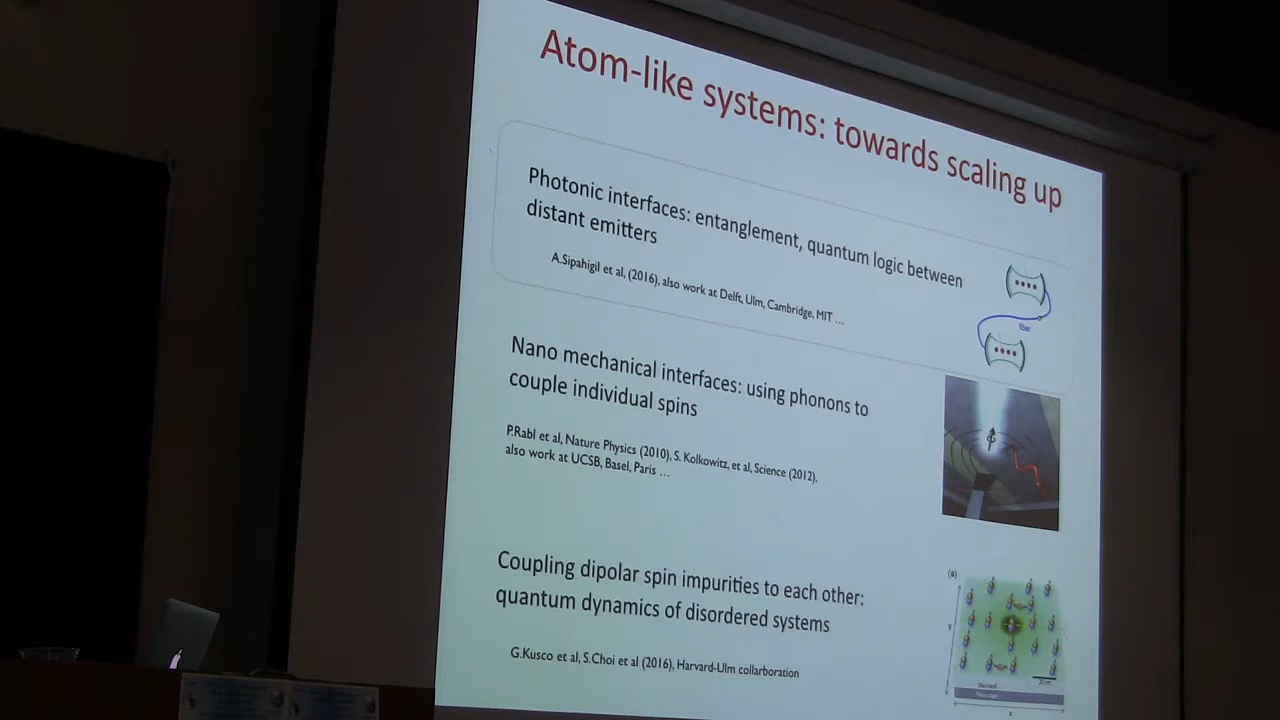 Atom-like systems: towards scaling up
Photonic interfaces: entanglement, quantum logic between
distant emitters
A.Sipahigil et al, (2016), also work at Delft, Ulm, Cambridge, MIT ...
fiber
Nano mechanical interfaces: using phonons to
couple individual spins
P.Rabl et al, Nature Physics (2010), S. Kolkowitz, et al, Science (2012),
also work at UCSB, Basel, Paris ...
Coupling dipolar spin impurities to each other:
quantum dynamics of disordered systems
G.Kusco et al, S.Choi et al (2016), Harvard-Ulm collarboration
(a)
y
x